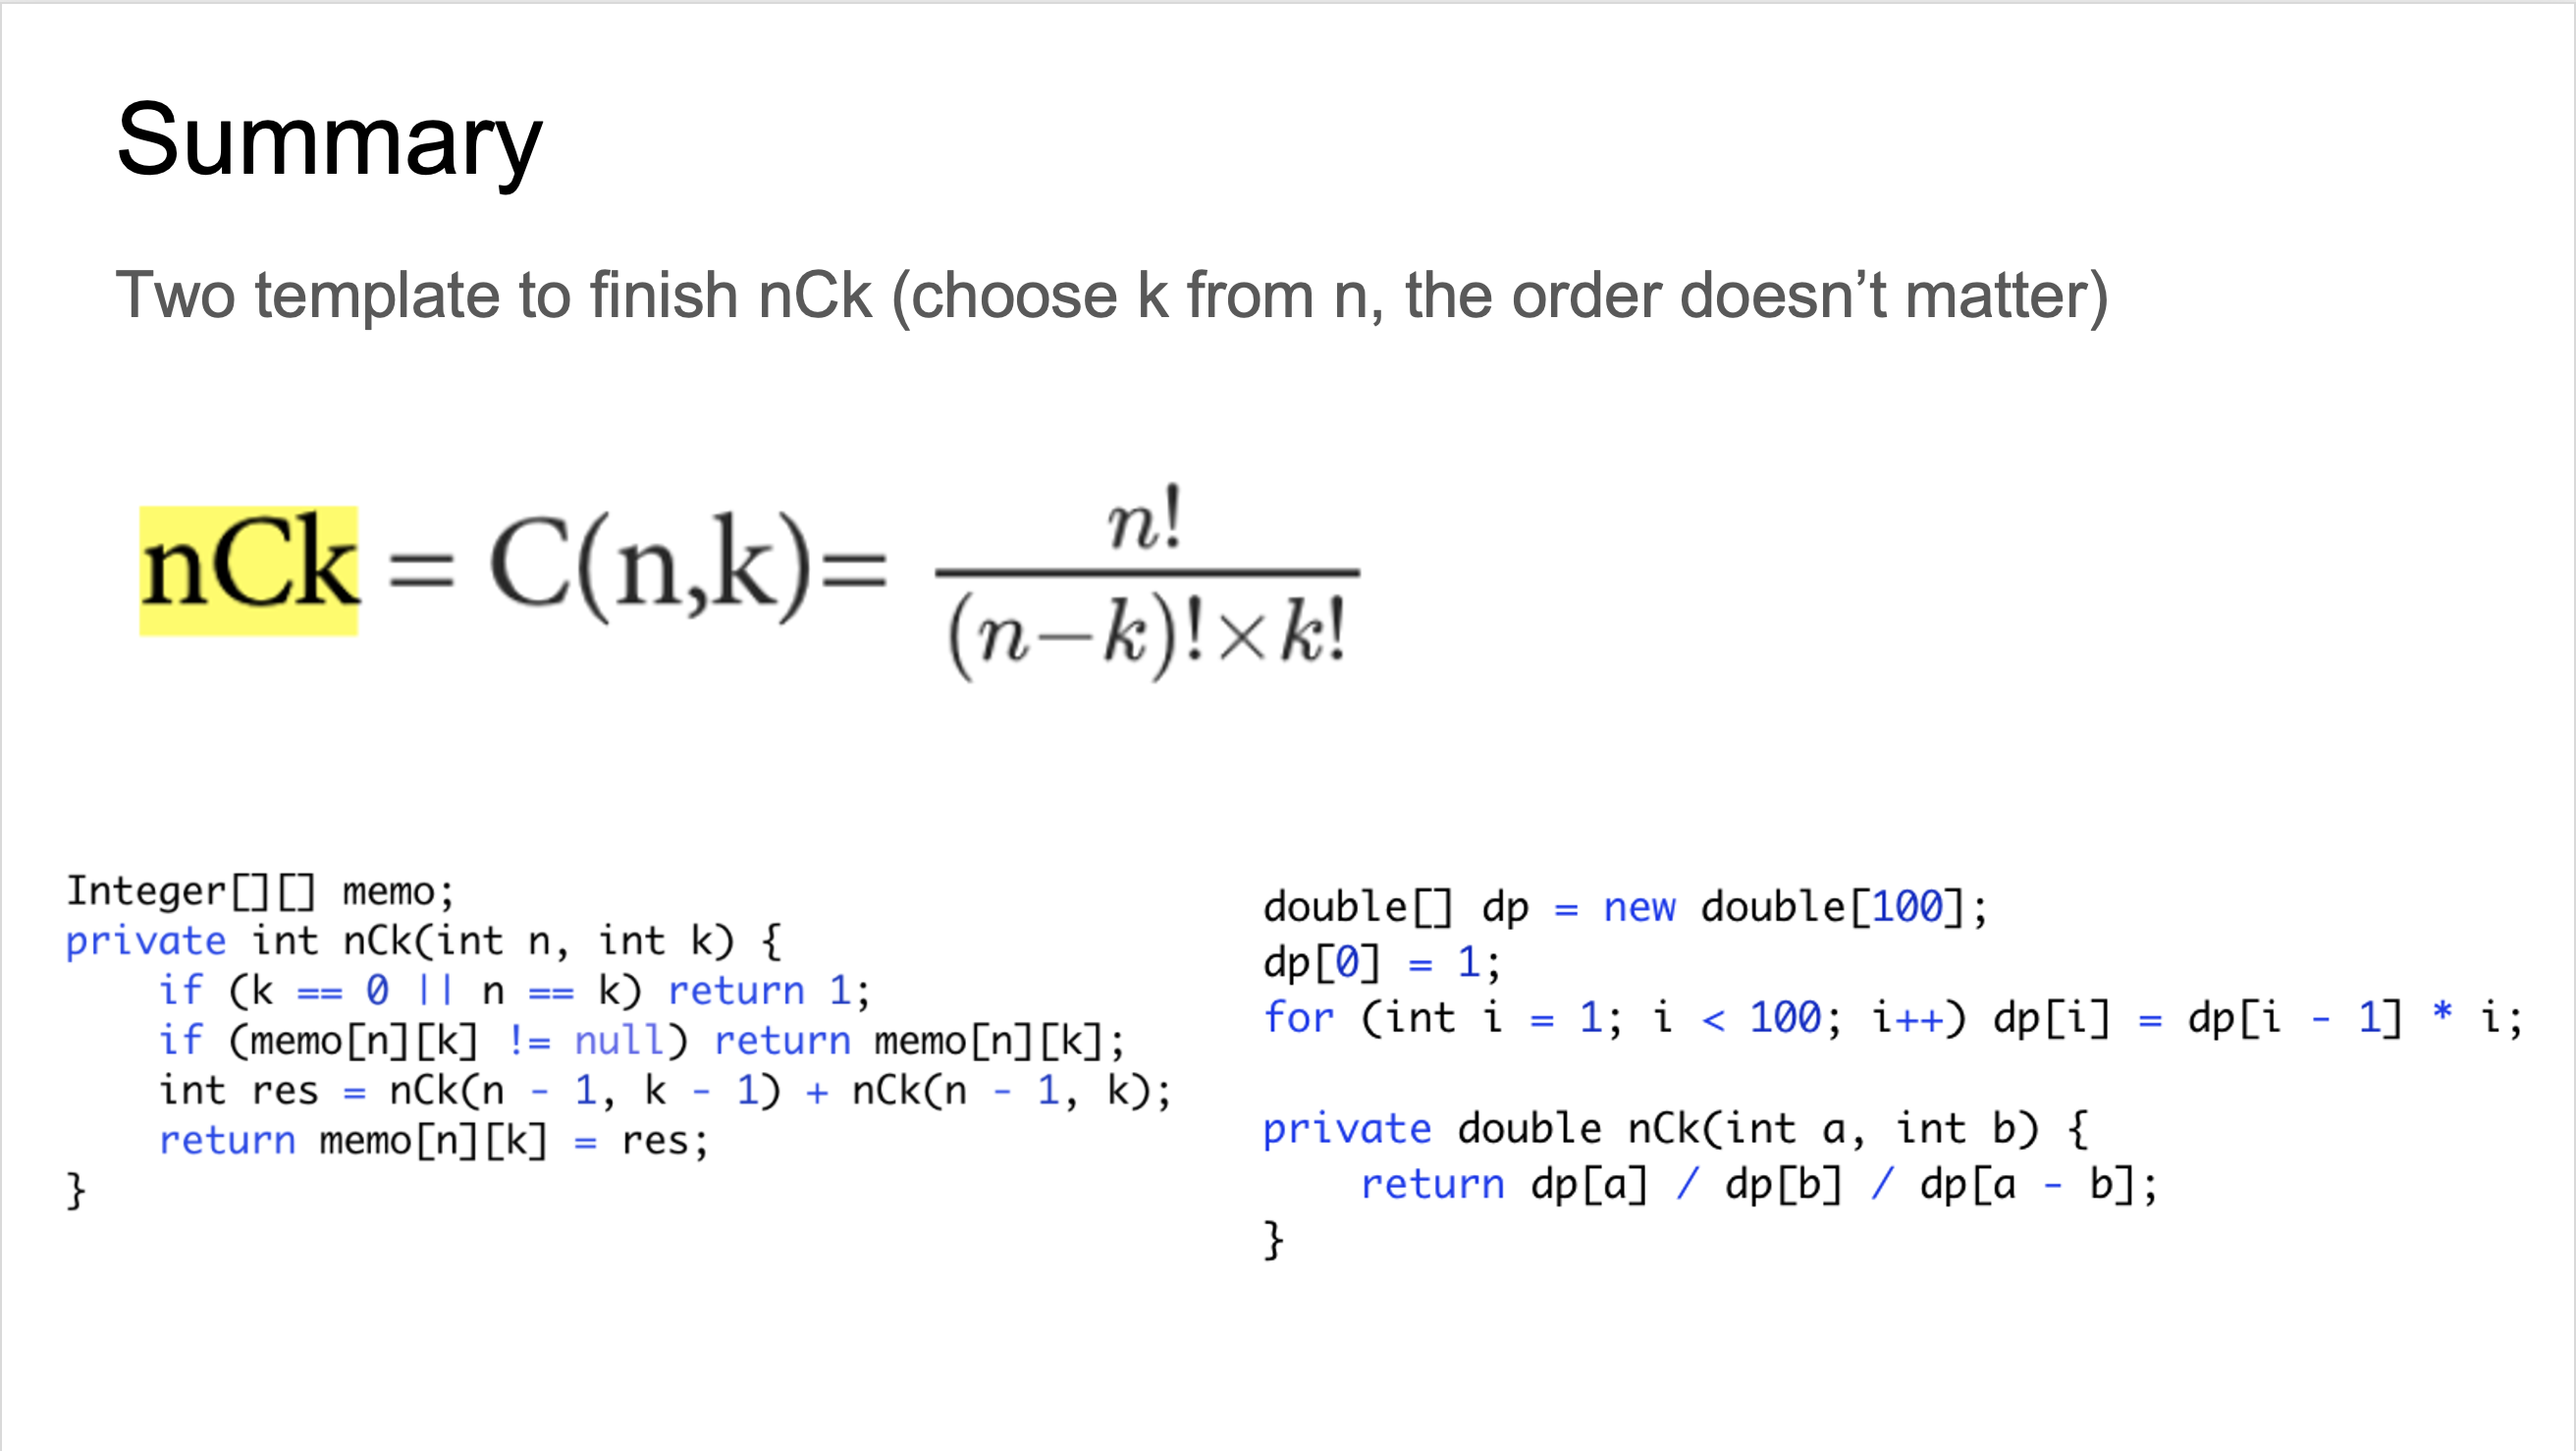 Summary
Two template to finish nCk (choose k from n, the order doesn’t matter)
nCk = C(n,k)= n! / (n−k)!×k!
Integer[][] memo;
private int nCk(int n, int k) {
    if (k == 0 || n == k) return 1;
    if (memo[n][k] != null) return memo[n][k];
    int res = nCk(n - 1, k - 1) + nCk(n - 1, k);
    return memo[n][k] = res;
}
double[] dp = new double[100];
dp[0] = 1;
for (int i = 1; i < 100; i++) dp[i] = dp[i - 1] * i;
private double nCk(int a, int b) {
    return dp[a] / dp[b] / dp[a - b];
}